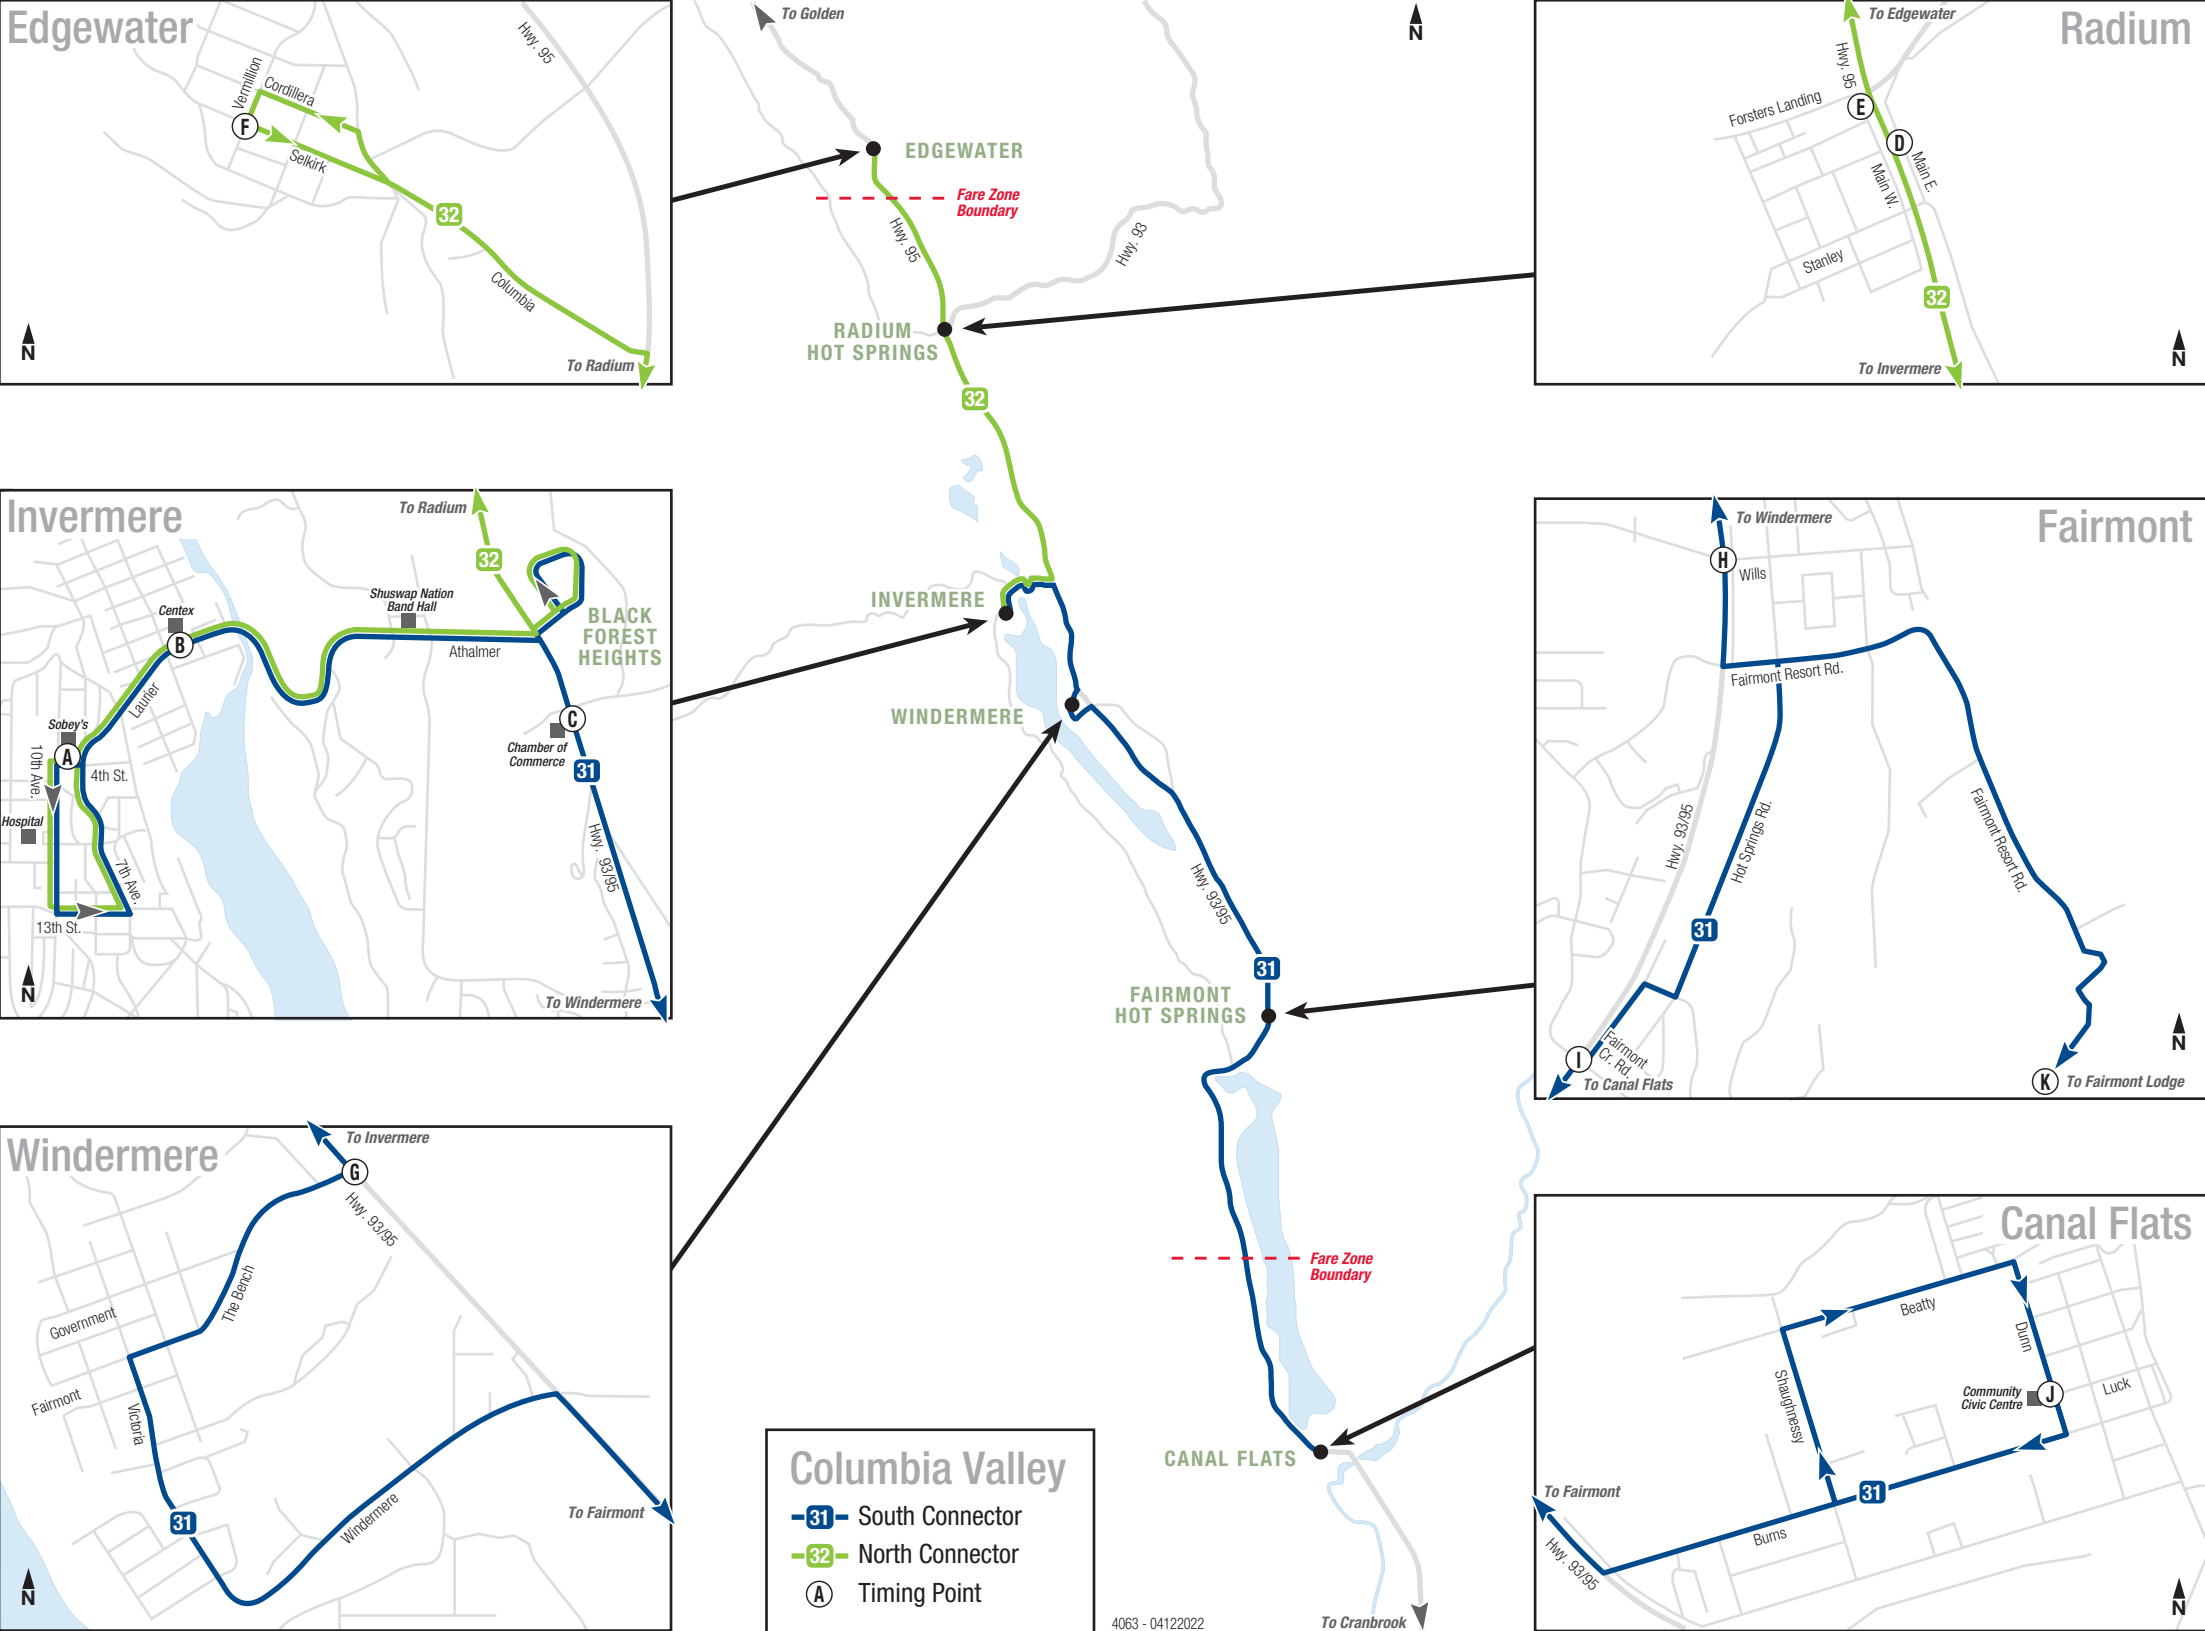 Edgewater
Hwy. 95
Vermillion
Cordillera
F
Selkirk
32
Columbia
To Radium
N
To Golden
N
EDGEWATER
Fare Zone
Boundary
Hwy. 95
Hwy. 93
RADIUM
HOT SPRINGS
32
INVERMERE
WINDERMERE
Hwy. 93/95
31
FAIRMONT
HOT SPRINGS
Fare Zone
Boundary
CANAL FLATS
To Cranbrook
4063 - 04122022
Radium
To Edgewater
Hwy. 95
Forsters Landing
E
D
Main E.
Main W.
Stanley
32
To Invermere
N
Invermere
To Radium
32
Centex
Shuswap Nation
Band Hall
BLACK
FOREST
HEIGHTS
B
Athalmer
Laurier
Sobey's
A
C
Chamber of
Commerce
10th Ave.
4th St.
31
Hospital
Hwy. 93/95
7th Ave.
13th St.
To Windermere
N
Fairmont
To Windermere
H
Wills
Fairmont Resort Rd.
Hwy. 93/95
Hot Springs Rd.
Fairmont Resort Rd.
31
Fairmont
Cr. Rd.
I
To Canal Flats
K
To Fairmont Lodge
N
Windermere
To Invermere
G
Hwy. 93/95
The Bench
Government
Fairmont
Victoria
31
Windermere
To Fairmont
N
Columbia Valley
31 South Connector
32 North Connector
A Timing Point
Canal Flats
Beatty
Dunn
Shaughnessy
Community
Civic Centre
J
Luck
31
To Fairmont
Burns
Hwy. 93/95
N